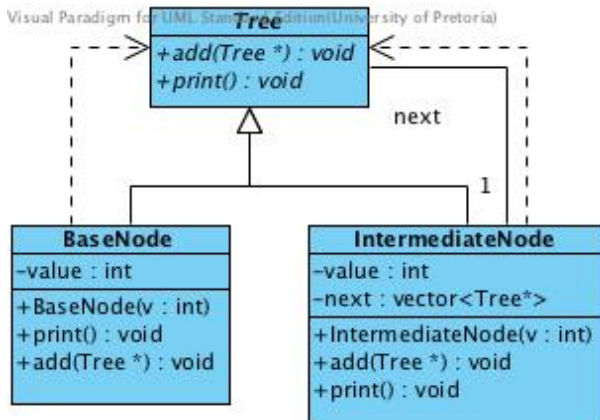 Visual Paradigm for UML Standard Edition(University of Pretoria)
Tree
+add(Tree *) : void
+print() : void
next
1
BaseNode
-value : int
+BaseNode(v : int)
+print() : void
+add(Tree *) : void
IntermediateNode
-value : int
-next : vector<Tree*>
+IntermediateNode(v : int)
+add(Tree *) : void
+print() : void